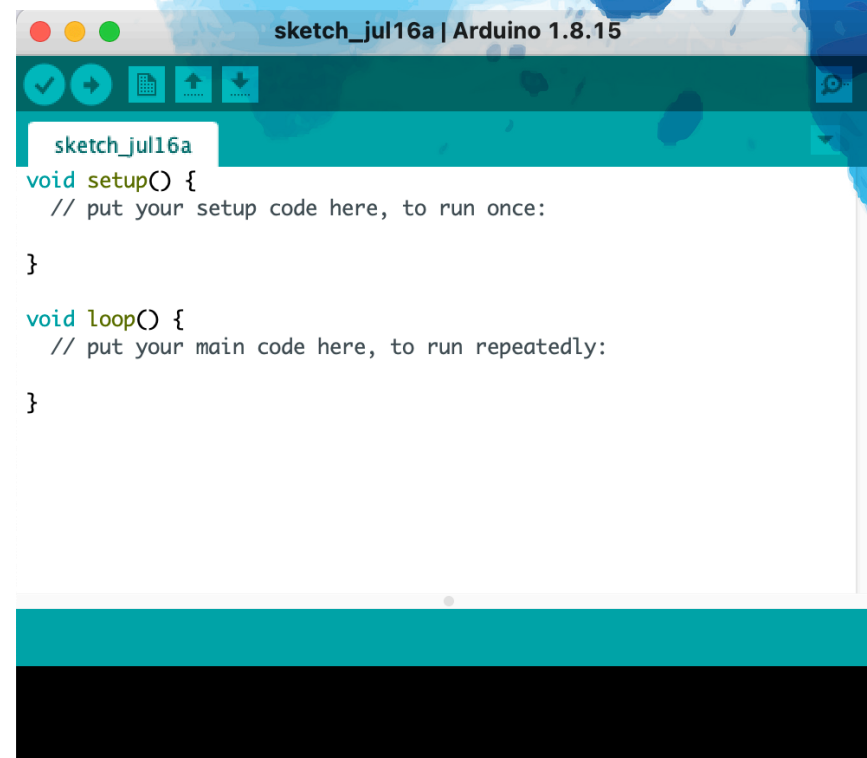 sketch_jul16a | Arduino 1.8.15
sketch_jul16a
void setup() {
  // put your setup code here, to run once:
}
void loop() {
  // put your main code here, to run repeatedly:
}